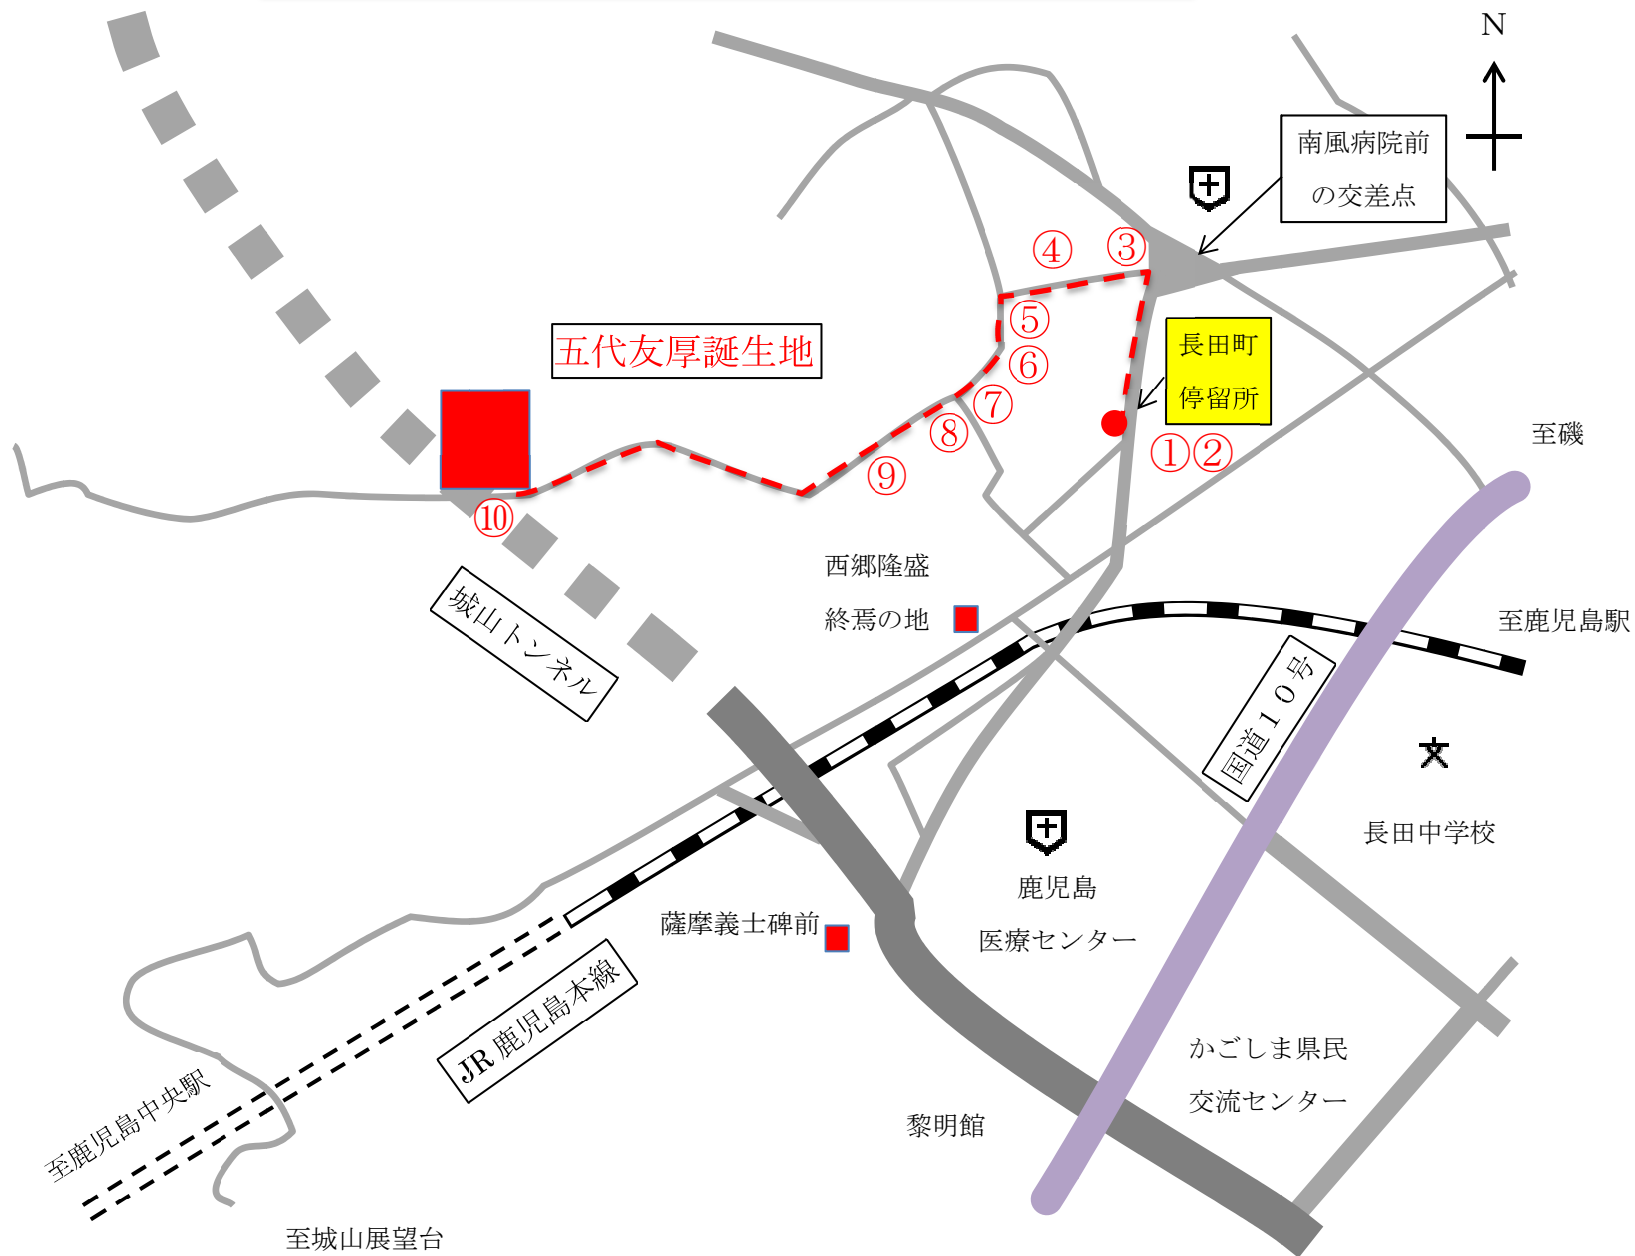 N
南風病院前
の交差点
④
③
五代友厚誕生地
⑤
⑥
⑦
⑧
⑨
⑩
長田町
停留所
①②
至磯
西郷隆盛
終焉の地
城山トンネル
至鹿児島駅
国道１０号
長田中学校
鹿児島
医療センター
薩摩義士碑前
JR鹿児島本線
かごしま県民
交流センター
至鹿児島中央駅
黎明館
至城山展望台